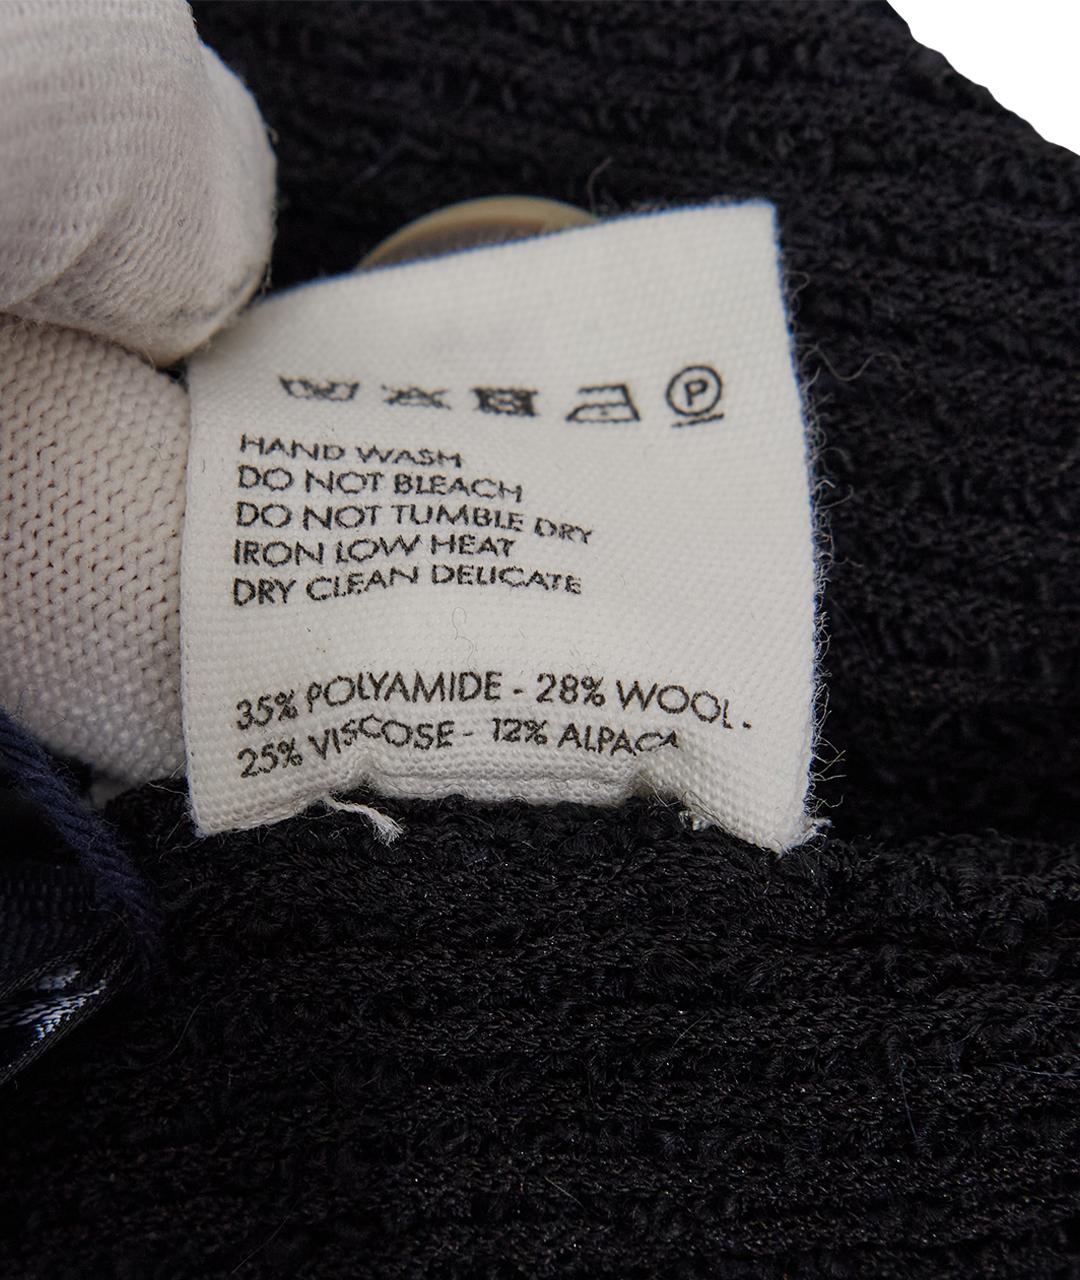 P
HAND WASH
DO NOT BLEACH
DO NOT TUMBLE DRY
IRON LOW HEAT
DRY CLEAN DELICATE
35% POLYAMIDE - 28% WOOL -
25% VISCOSE - 12% ALPACA